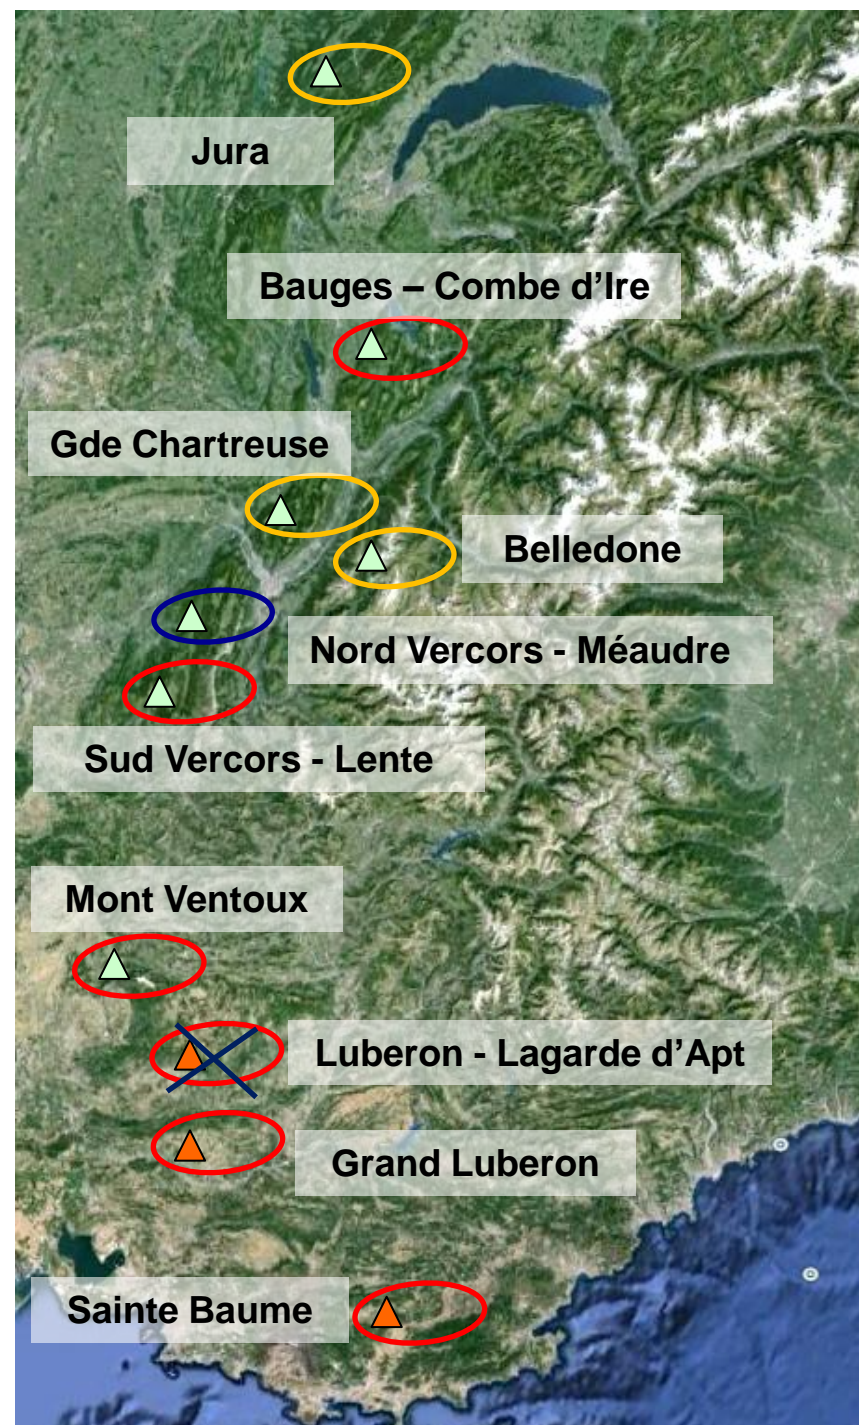 Jura
Bauges – Combe d’Ire
Gde Chartreuse
Belledone
Nord Vercors - Méaudre
Sud Vercors - Lente
Mont Ventoux
Luberon - Lagarde d’Apt
Grand Luberon
Sainte Baume